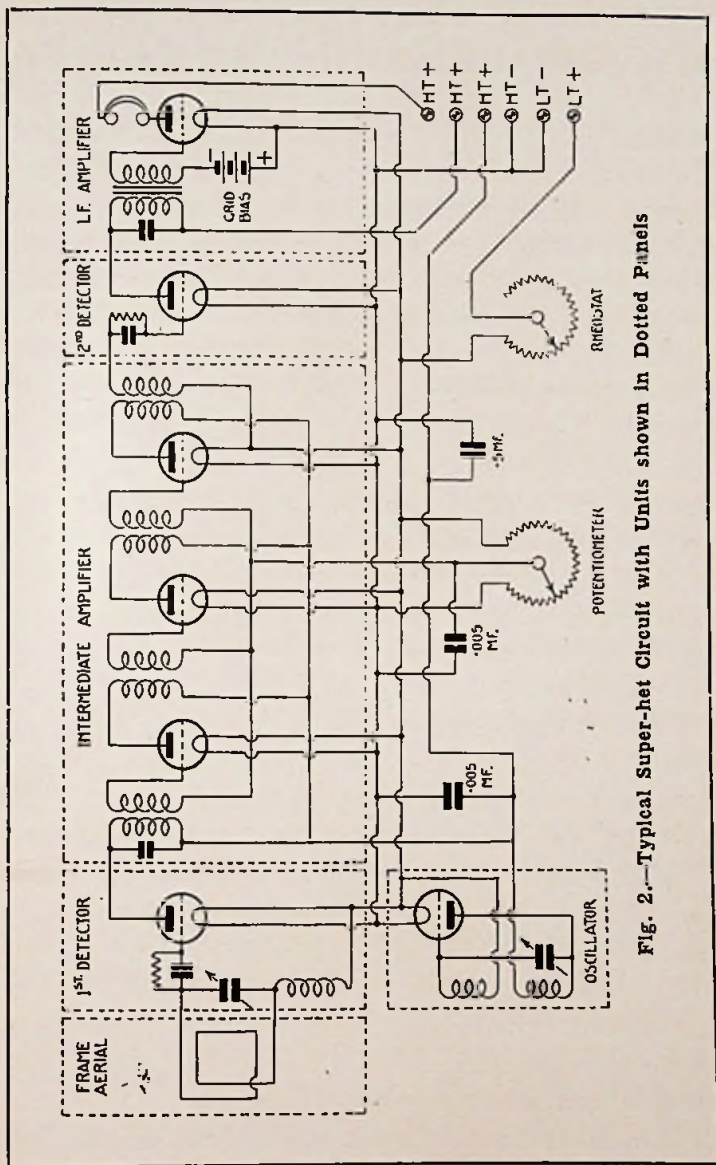 FRAME
AERIAL
1ST. DETECTOR
INTERMEDIATE AMPLIFIER
2ND DETECTOR
L.F. AMPLIFIER
GRID
BIAS
- +
OSCILLATOR
.005
MF.
.005
MF.
.5 MF.
POTENTIOMETER
RHEOSTAT
HT +
HT +
HT +
HT -
LT -
LT +
Fig. 2.—Typical Super-het Circuit with Units shown in Dotted Panels